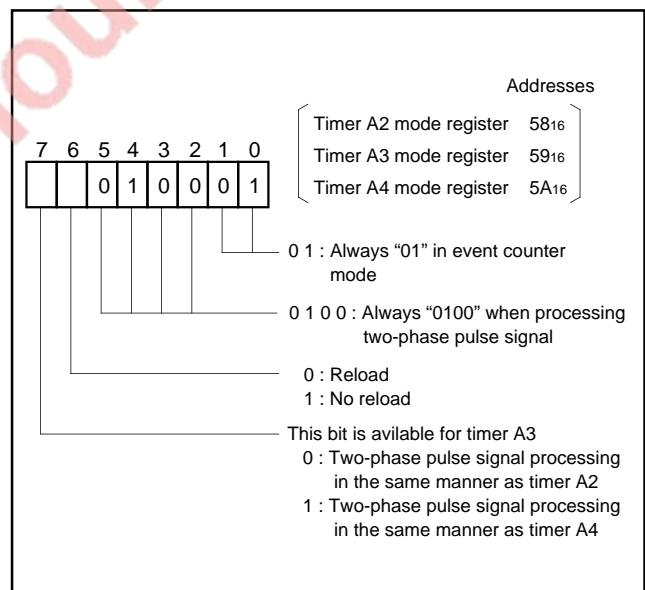 Addresses
Timer A2 mode register 5816
Timer A3 mode register 5916
Timer A4 mode register 5A16
7 6 5 4 3 2 1 0
0 1 0 0 0 1
0 1 : Always “01” in event counter
mode
0 1 0 0 : Always “0100” when processing
two-phase pulse signal
0 : Reload
1 : No reload
This bit is avilable for timer A3
0 : Two-phase pulse signal processing
in the same manner as timer A2
1 : Two-phase pulse signal processing
in the same manner as timer A4